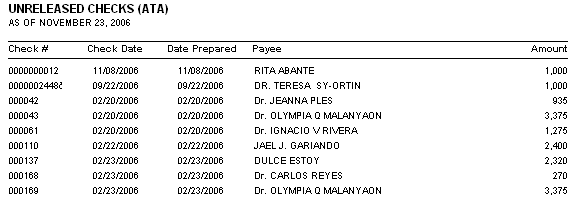 UNRELEASED CHECKS (ATA)
AS OF NOVEMBER 23, 2006
Check # Check Date Date Prepared Payee Amount
0000000012 11/08/2006 11/08/2006 RITA ABANTE 1,000
0000002448 09/22/2006 09/22/2006 DR. TERESA SY-ORTIN 1,000
000042 02/20/2006 02/20/2006 Dr. JEANNA PLES 935
000043 02/20/2006 02/20/2006 Dr. OLYMPIA Q MALANYAON 3,375
000061 02/20/2006 02/20/2006 Dr. IGNACIO V RIVERA 1,275
000110 02/22/2006 02/22/2006 JAEL J. GARIANDO 2,400
000137 02/23/2006 02/23/2006 DULCE ESTOY 2,320
000168 02/23/2006 02/23/2006 Dr. CARLOS REYES 270
000169 02/23/2006 02/23/2006 Dr. OLYMPIA Q MALANYAON 3,375